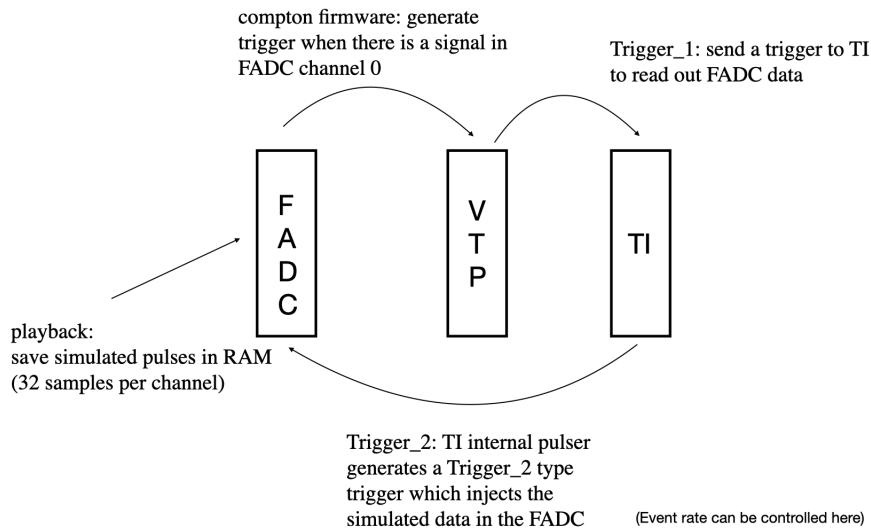 compton firmware: generate
trigger when there is a signal in
FADC channel 0
Trigger_1: send a trigger to TI
to read out FADC data
F
A
D
C
V
T
P
TI
playback:
save simulated pulses in RAM
(32 samples per channel)
Trigger_2: TI internal pulser
generates a Trigger_2 type
trigger which injects the
simulated data in the FADC
(Event rate can be controlled here)